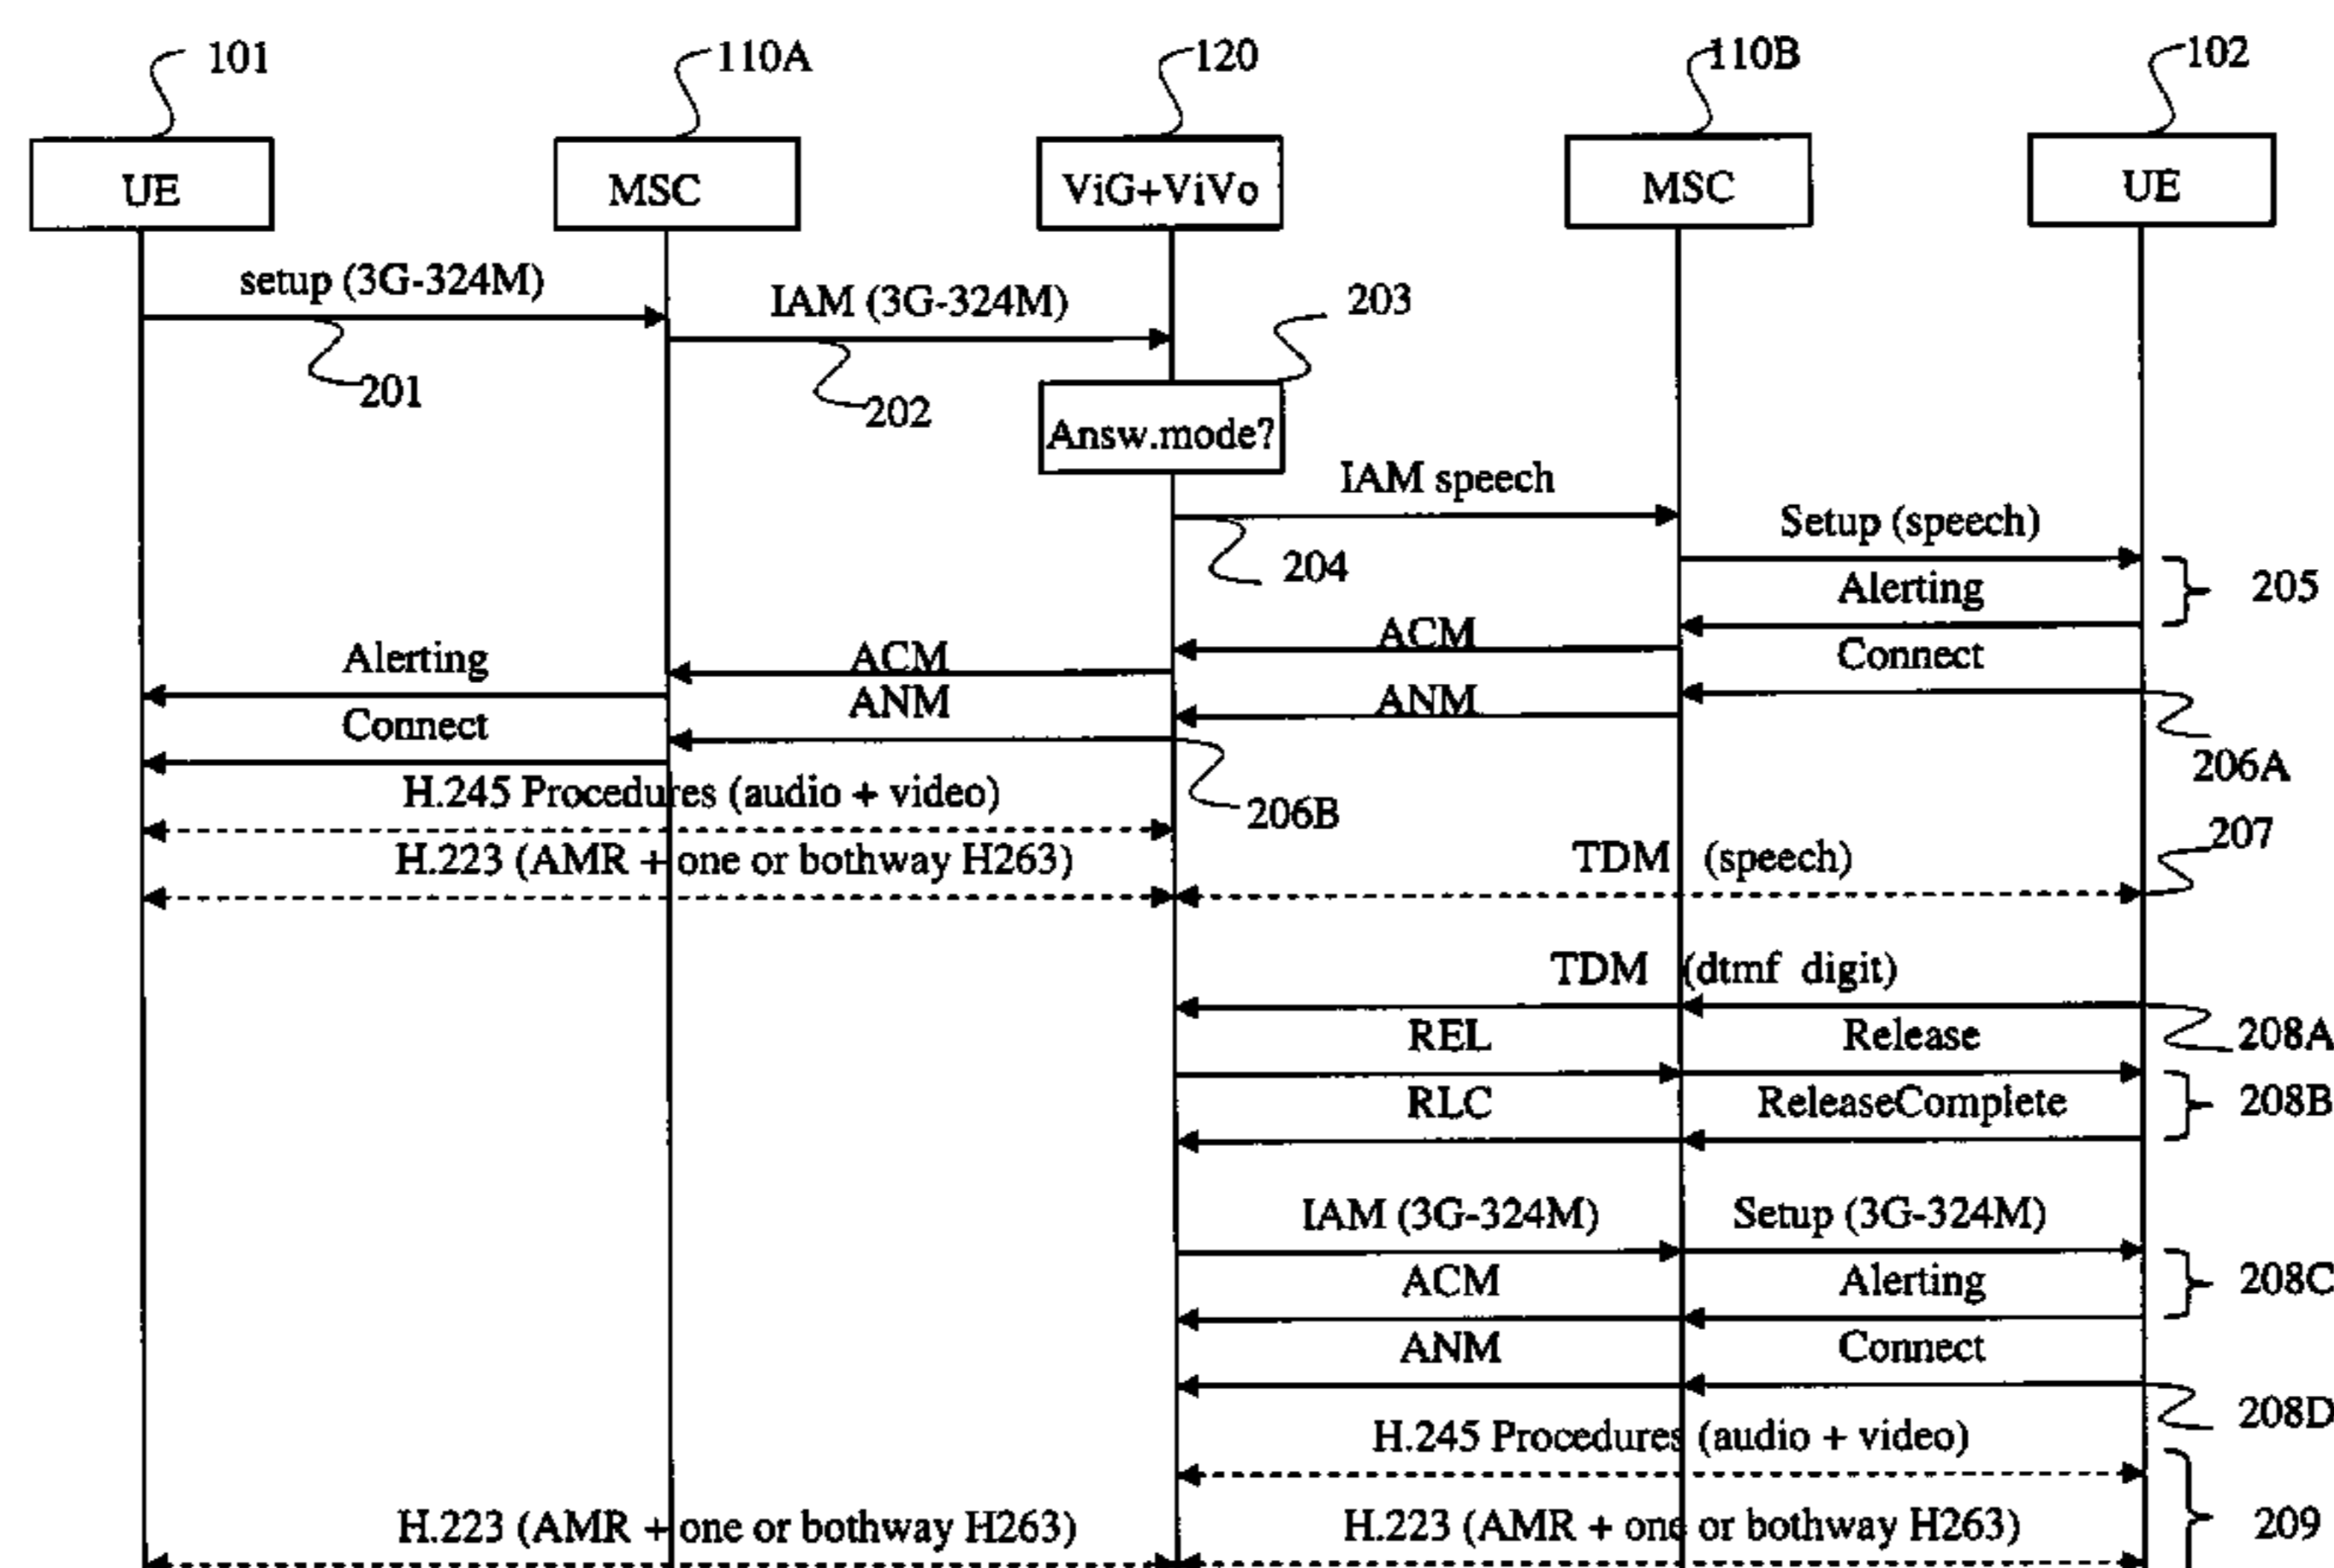 101
110A
120
110B
102
UE
MSC
ViG+ViVo
MSC
UE
setup (3G-324M)
IAM (3G-324M)
203
201
202
Answ.mode?
IAM speech
Setup (speech)
204
Alerting
205
ACM
Connect
Alerting
ACM
ANM
ANM
Connect
206A
H.245 Procedures (audio + video)
206B
207
H.223 (AMR + one or bothway H263)
TDM (speech)
TDM (dtmf digit)
208A
REL
Release
RLC
ReleaseComplete
208B
IAM (3G-324M)
Setup (3G-324M)
ACM
Alerting
208C
ANM
Connect
208D
H.245 Procedures (audio + video)
H.223 (AMR + one or bothway H263)
H.223 (AMR + one or bothway H263)
209